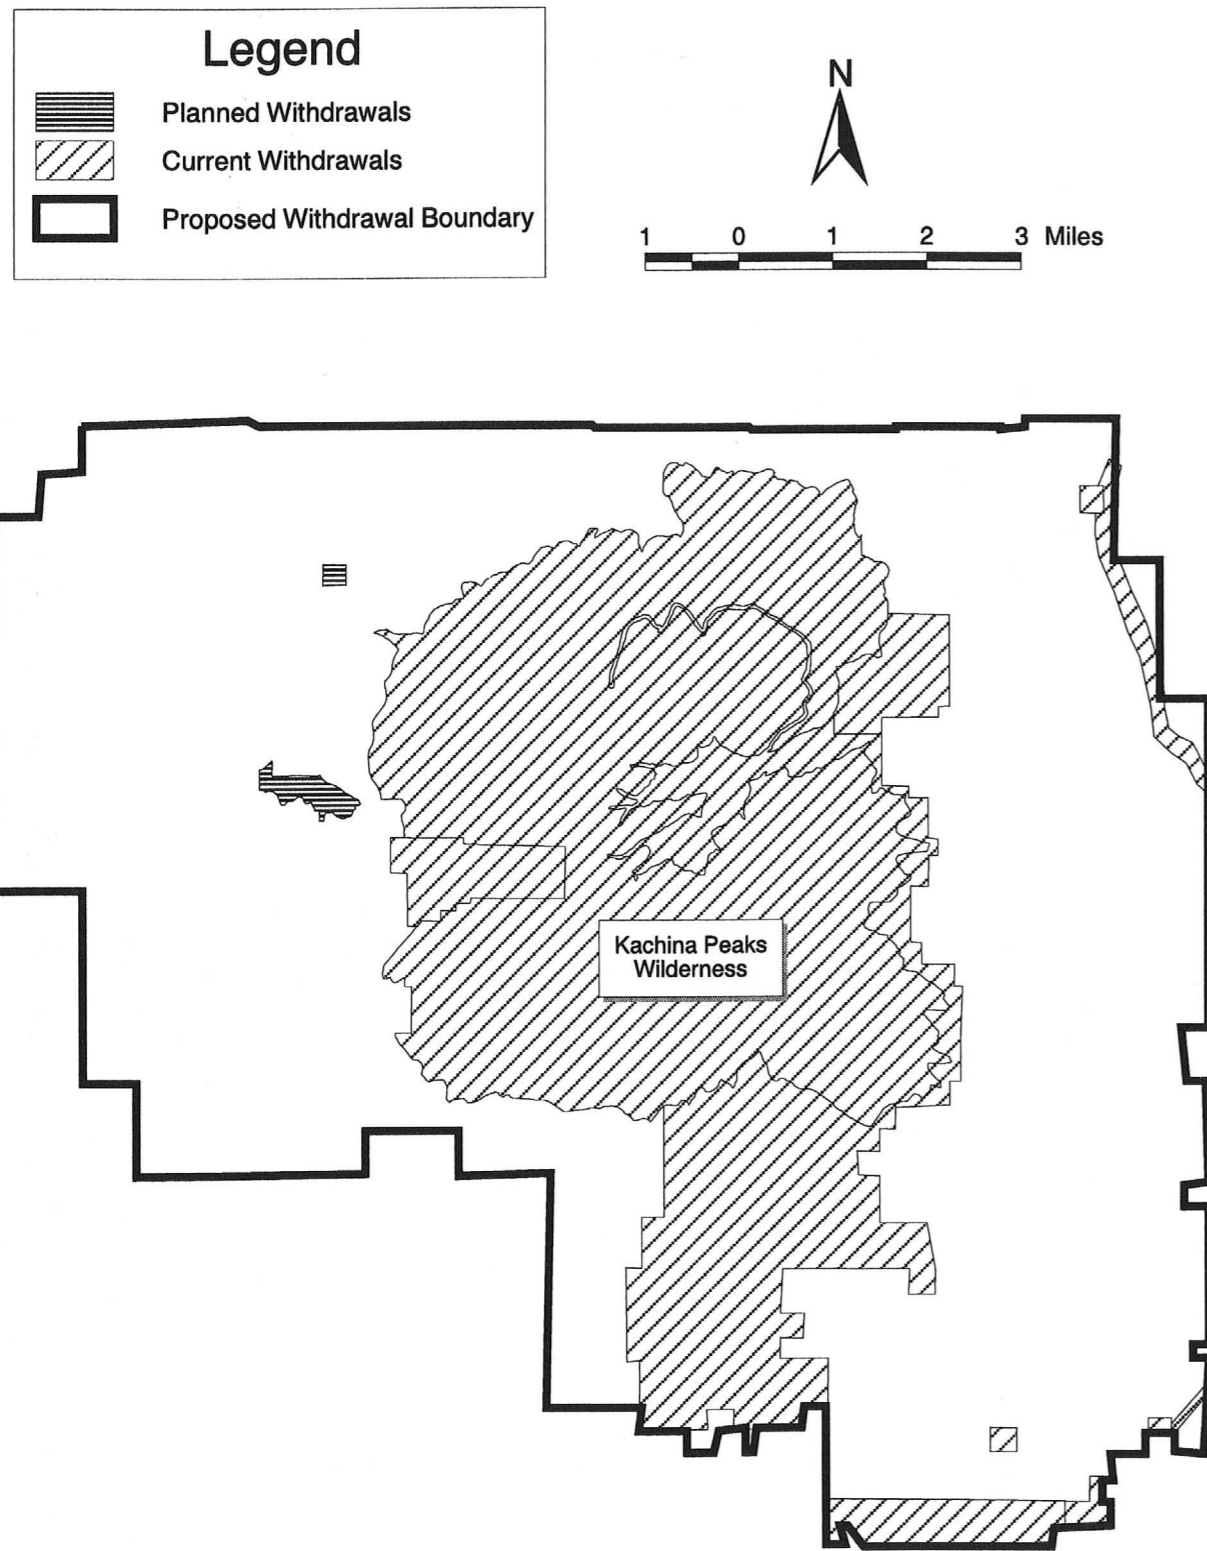 Legend
Planned Withdrawals
Current Withdrawals
Proposed Withdrawal Boundary
N
1 0 1 2 3 Miles
Kachina Peaks
Wilderness